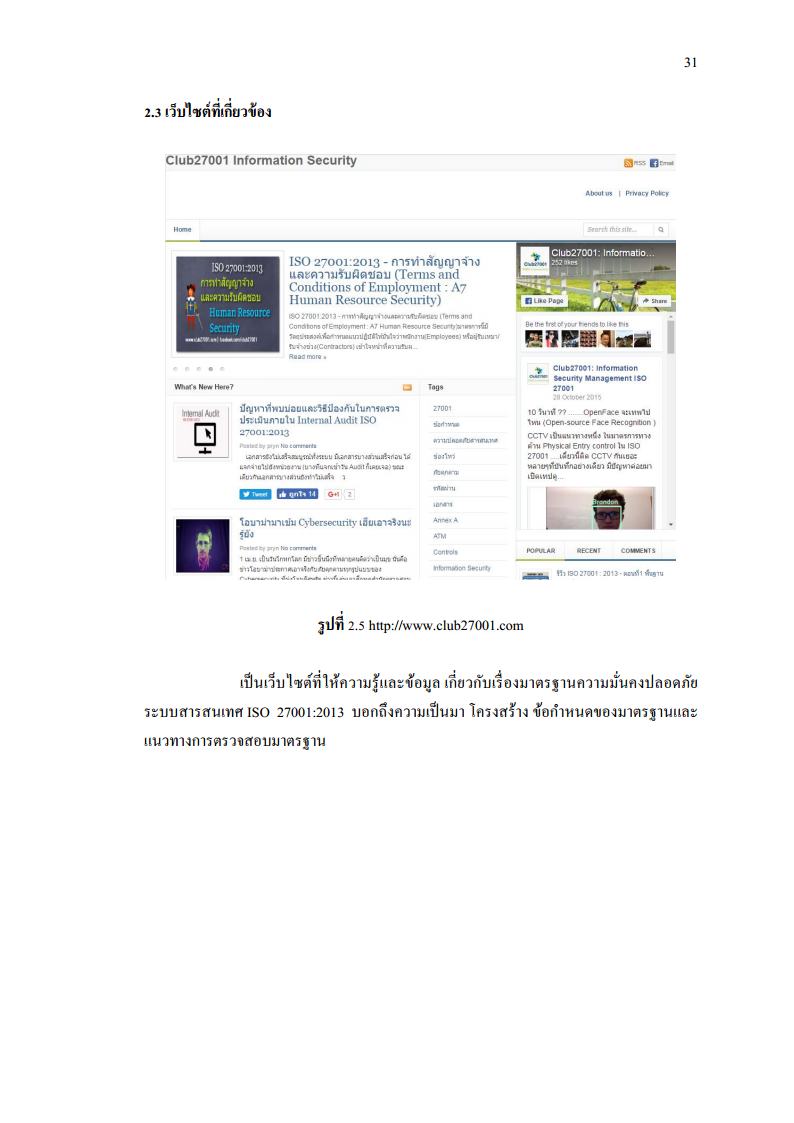 31
2.3 เว็บไซต์ที่เกี่ยวข้อง
Club27001 Information Security
RSS Email
About us | Privacy Policy
Home
Search this site...
ISO 27001:2013
การทำสัญญาจ้าง
และความรับผิดชอบ
Human Resource
Security
www.club27001.com | facebook.com/club27001
ISO 27001:2013 - การทำสัญญาจ้าง
และความรับผิดชอบ (Terms and
Conditions of Employment : A7
Human Resource Security)
ISO 27001:2013 - การทำสัญญาจ้างและความรับผิดชอบ (Terms and
Conditions of Employment : A7 Human Resource Security)มาตรการนี้มี
วัตถุประสงค์เพื่อกำหนดแนวปฏิบัติให้มั่นใจว่าพนักงาน(Employees) หรือผู้รับเหมา/
รับจ้างช่วง(Contractors) เข้าใจหน้าที่ความรับผ...
Read more »
Club27001: Informatio...
252 likes
Club27001
Like Page
Share
Be the first of your friends to like this
Club27001: Information
Security Management ISO
27001
28 October 2015
10 วันาที ?? .......OpenFace จะเทพไป
ไหน (Open-source Face Recognition )
CCTV เป็นแนวทางหนึ่ง ในมาตรการทาง
ด้าน Physical Entry control ใน ISO
27001 ....เดี๋ยวนี้ติด CCTV กันเยอะ
หลายๆที่บันทึกอย่างเดียว มีปัญหาค่อยมา
เปิดเทปดู...
Brandon
POPULAR RECENT COMMENTS
รีวิว ISO 27001 : 2013 - ตอนที่1 พื้นฐาน
What's New Here?
Internal Audit
ปัญหาที่พบบ่อยและวิธีป้องกันในการตรวจ
ประเมินภายใน Internal Audit ISO
27001:2013
Posted by pryn No comments
เอกสารยังไม่เสร็จสมบูรณ์ทั้งระบบ มีเอกสารบางส่วนเสร็จก่อน ได้
แจกจ่ายไปยังหน่วยงาน (บางทีแจกเช้าวัน Audit ก็เคยเจอ) ขณะ
เดียวกันเอกสารบางส่วนยังทำไม่เสร็จ ว
Tweet ถูกใจ 14 G+1 2
โอบาม่ามาเข้ม Cybersecurity เฮ้ยเอาจริงนะ
รู้ยัง
Posted by pryn No comments
1 เม.ย. เป็นวันโกหกโลก มีข่าวชิ้นนึงที่หลายคนคิดว่าเป็นมุข นั่นคือ
ข่าวโอบาม่าประกาศเอาจริงกับภัยคุกคามทุกรูปแบบของ
Tags
27001
ข้อกำหนด
ความปลอดภัยสารสนเทศ
ช่องโหว่
ภัยคุกคาม
รหัสผ่าน
เอกสาร
Annex A
ATM
Controls
Information Security
รูปที่ 2.5 http://www.club27001.com
เป็นเว็บไซต์ที่ให้ความรู้และข้อมูล เกี่ยวกับเรื่องมาตรฐานความมั่นคงปลอดภัย
ระบบสารสนเทศ ISO 27001:2013 บอกถึงความเป็นมา โครงสร้าง ข้อกำหนดของมาตรฐานและ
แนวทางการตรวจสอบมาตรฐาน